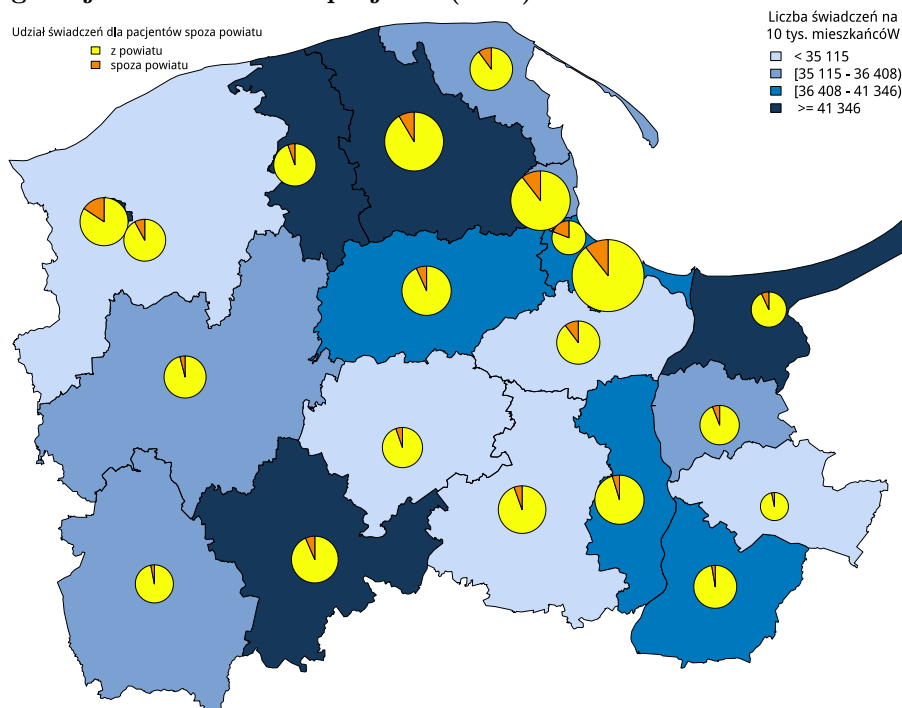 Udział świadczeń dla pacjentów spoza powiatu
z powiatu
spoza powiatu
Liczba świadczeń na
10 tys. mieszkańcóW
< 35 115
[35 115 - 36 408)
[36 408 - 41 346)
>= 41 346